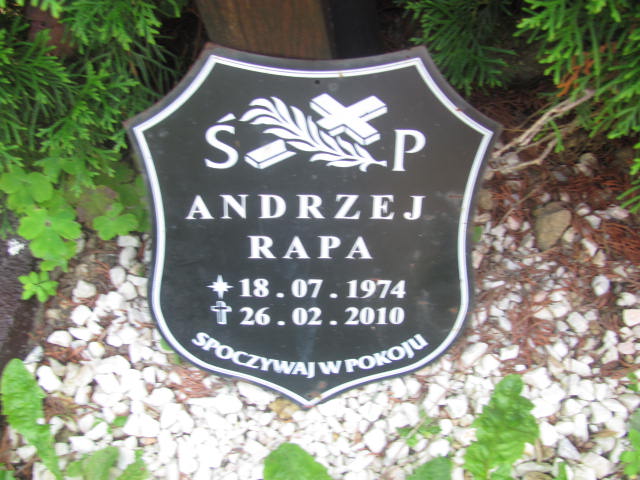 Ś P
ANDRZEJ
RAPA
18.07.1974
26.02.2010
SPOCZYWAJ W POKOJU